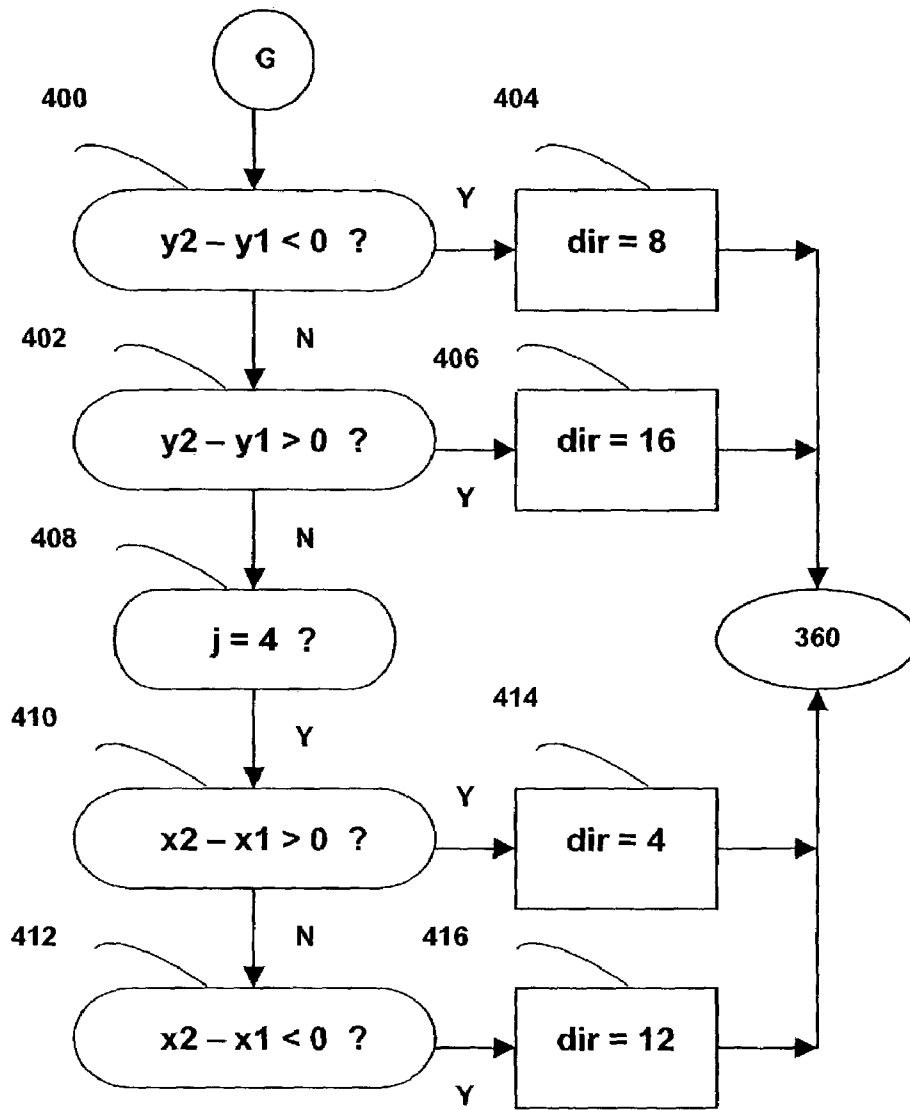 G
400
404
y2 – y1 < 0 ?
Y
dir = 8
N
402
406
y2 – y1 > 0 ?
Y
dir = 16
N
408
j = 4 ?
360
Y
410
414
x2 – x1 > 0 ?
Y
dir = 4
N
412
416
x2 – x1 < 0 ?
Y
dir = 12